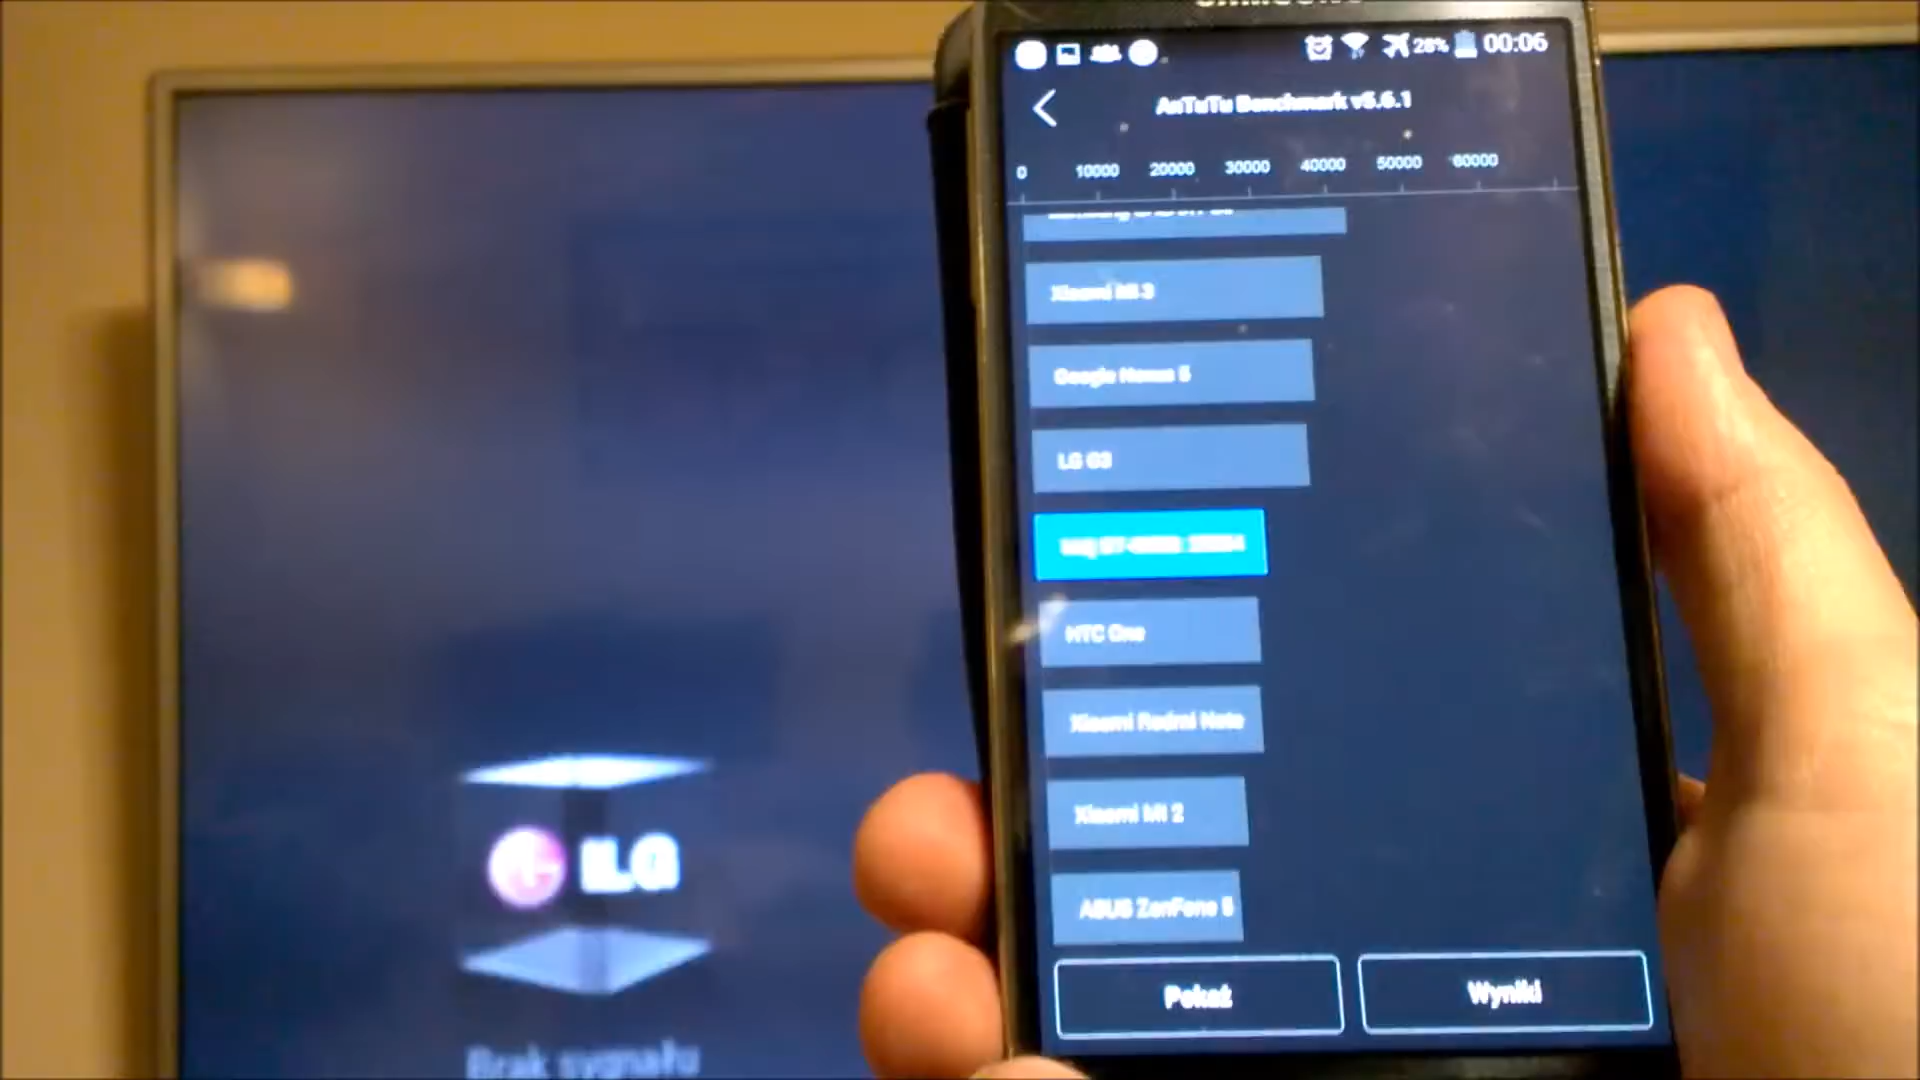 SAMSUNG
28% 00:06
AnTuTu Benchmark v5.6.1
0 10000 20000 30000 40000 50000 60000
Xiaomi MI 3
Google Nexus 5
LG G3
HTC One
Xiaomi Redmi Note
Xiaomi MI 2
ASUS ZenFone 5
Pokaż Wyniki
LG
Brak sygnału